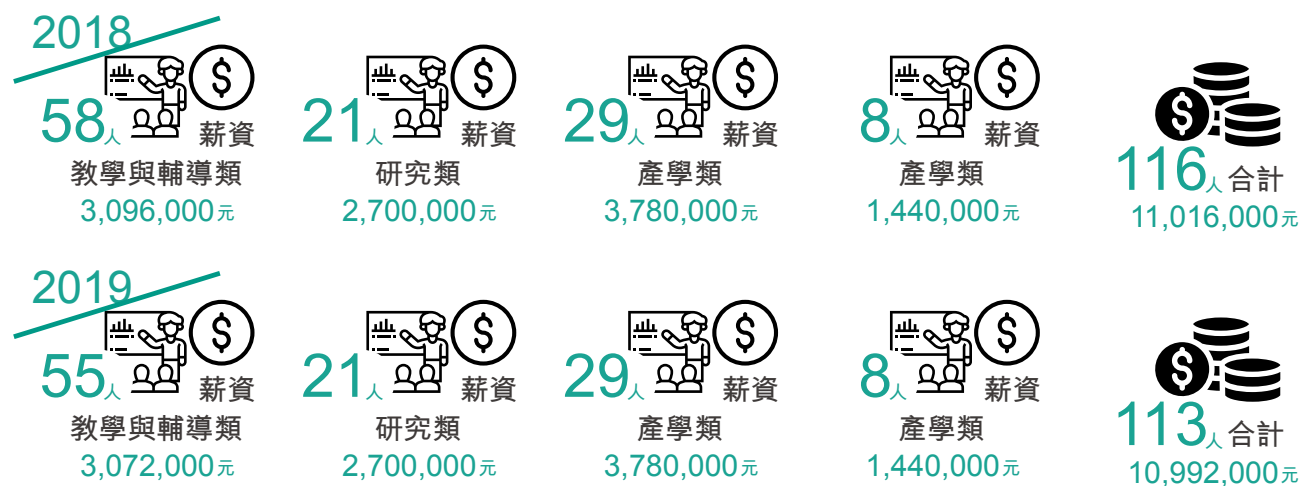 2018
58人 薪資
教學與輔導類
3,096,000元
21人 薪資
研究類
2,700,000元
29人 薪資
產學類
3,780,000元
8人 薪資
產學類
1,440,000元
116人合計
11,016,000元
2019
55人 薪資
教學與輔導類
3,072,000元
21人 薪資
研究類
2,700,000元
29人 薪資
產學類
3,780,000元
8人 薪資
產學類
1,440,000元
113人合計
10,992,000元